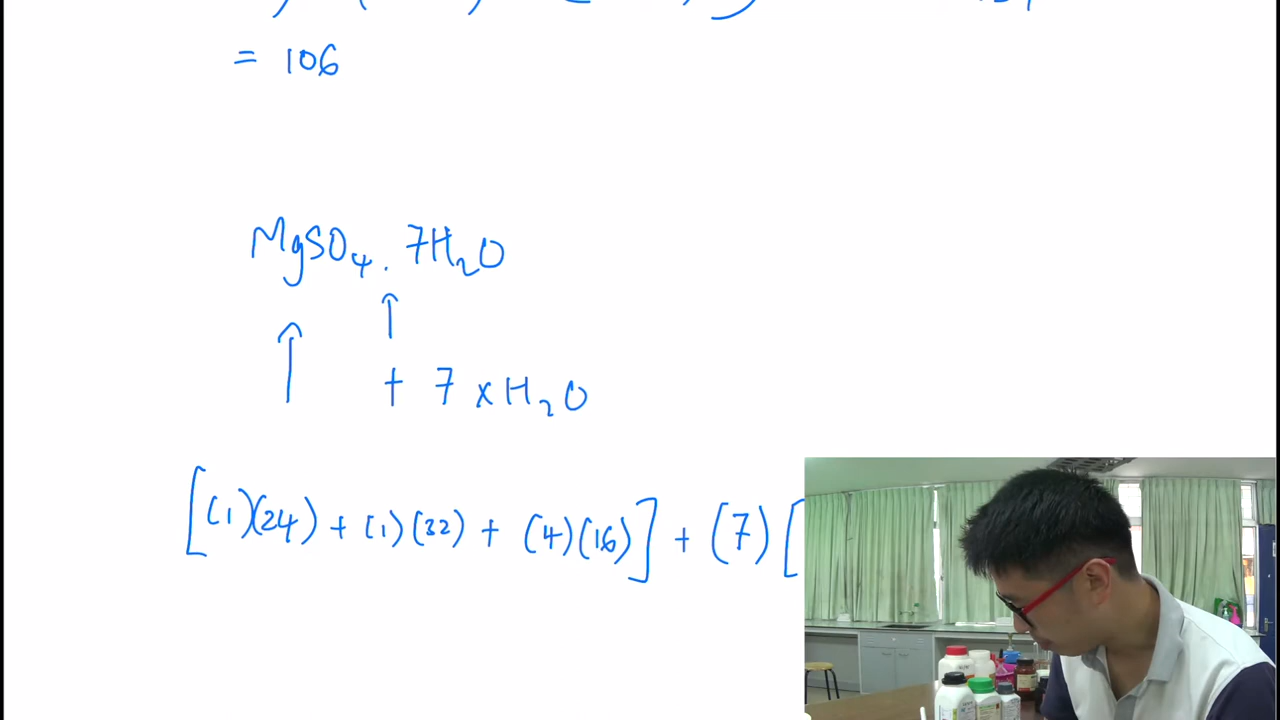 = 106
MgSO₄ . 7H₂O
↑ ↑
+ 7 x H₂O
[(1)(24) + (1)(32) + (4)(16)] + (7)[